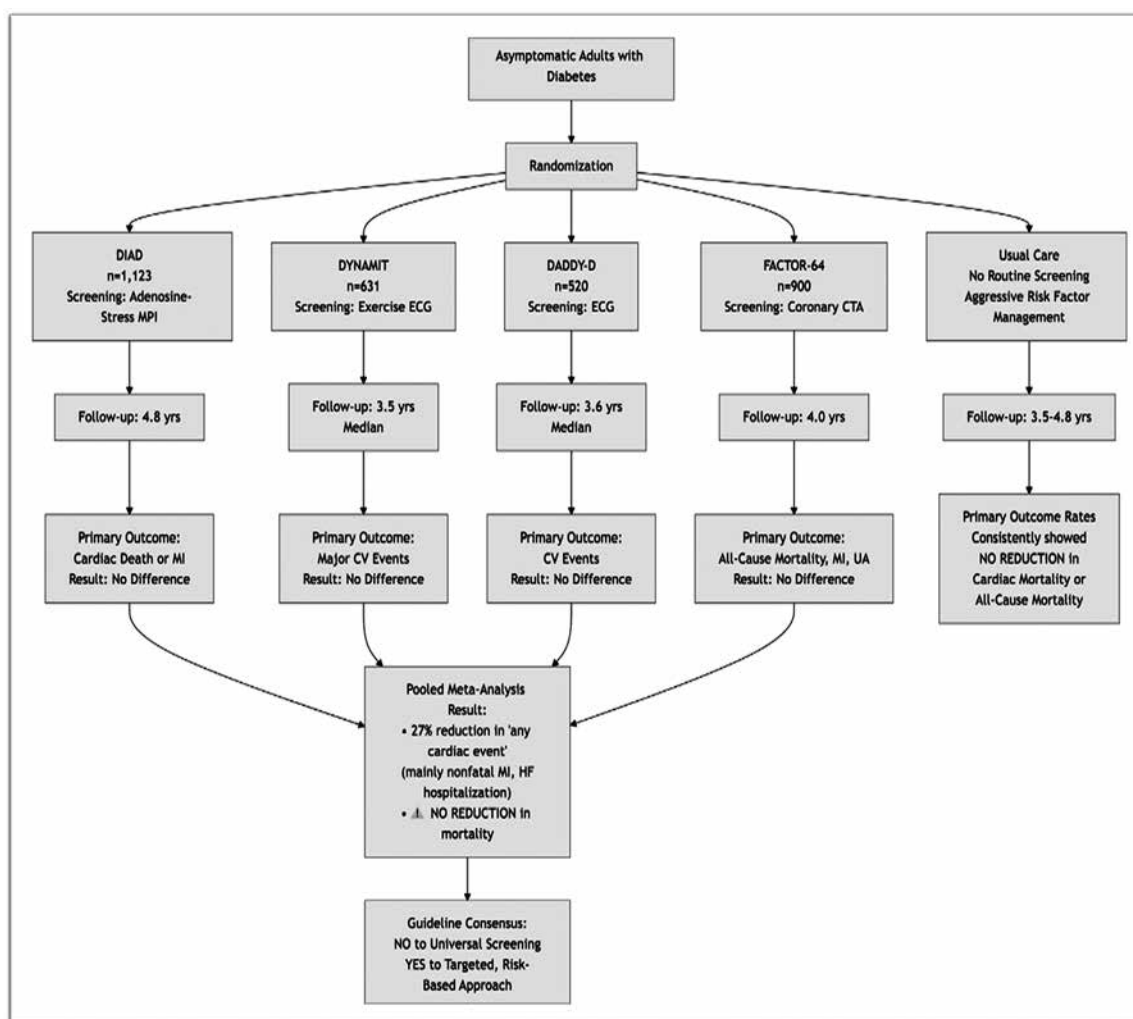 Asymptomatic Adults with
Diabetes
Randomization
DIAD
n=1,123
Screening: Adenosine-
Stress MPI
DYNAMIT
n=631
Screening: Exercise ECG
DADDY-D
n=520
Screening: ECG
FACTOR-64
n=900
Screening: Coronary CTA
Usual Care
No Routine Screening
Aggressive Risk Factor
Management
Follow-up: 4.8 yrs
Follow-up: 3.5 yrs
Median
Follow-up: 3.6 yrs
Median
Follow-up: 4.0 yrs
Follow-up: 3.5-4.8 yrs
Primary Outcome:
Cardiac Death or MI
Result: No Difference
Primary Outcome:
Major CV Events
Result: No Difference
Primary Outcome:
CV Events
Result: No Difference
Primary Outcome:
All-Cause Mortality, MI, UA
Result: No Difference
Primary Outcome Rates
Consistently showed
NO REDUCTION in
Cardiac Mortality or
All-Cause Mortality
Pooled Meta-Analysis
Result:
• 27% reduction in 'any
cardiac event'
(mainly nonfatal MI, HF
hospitalization)
• ⚠ NO REDUCTION in
mortality
Guideline Consensus:
NO to Universal Screening
YES to Targeted, Risk-
Based Approach